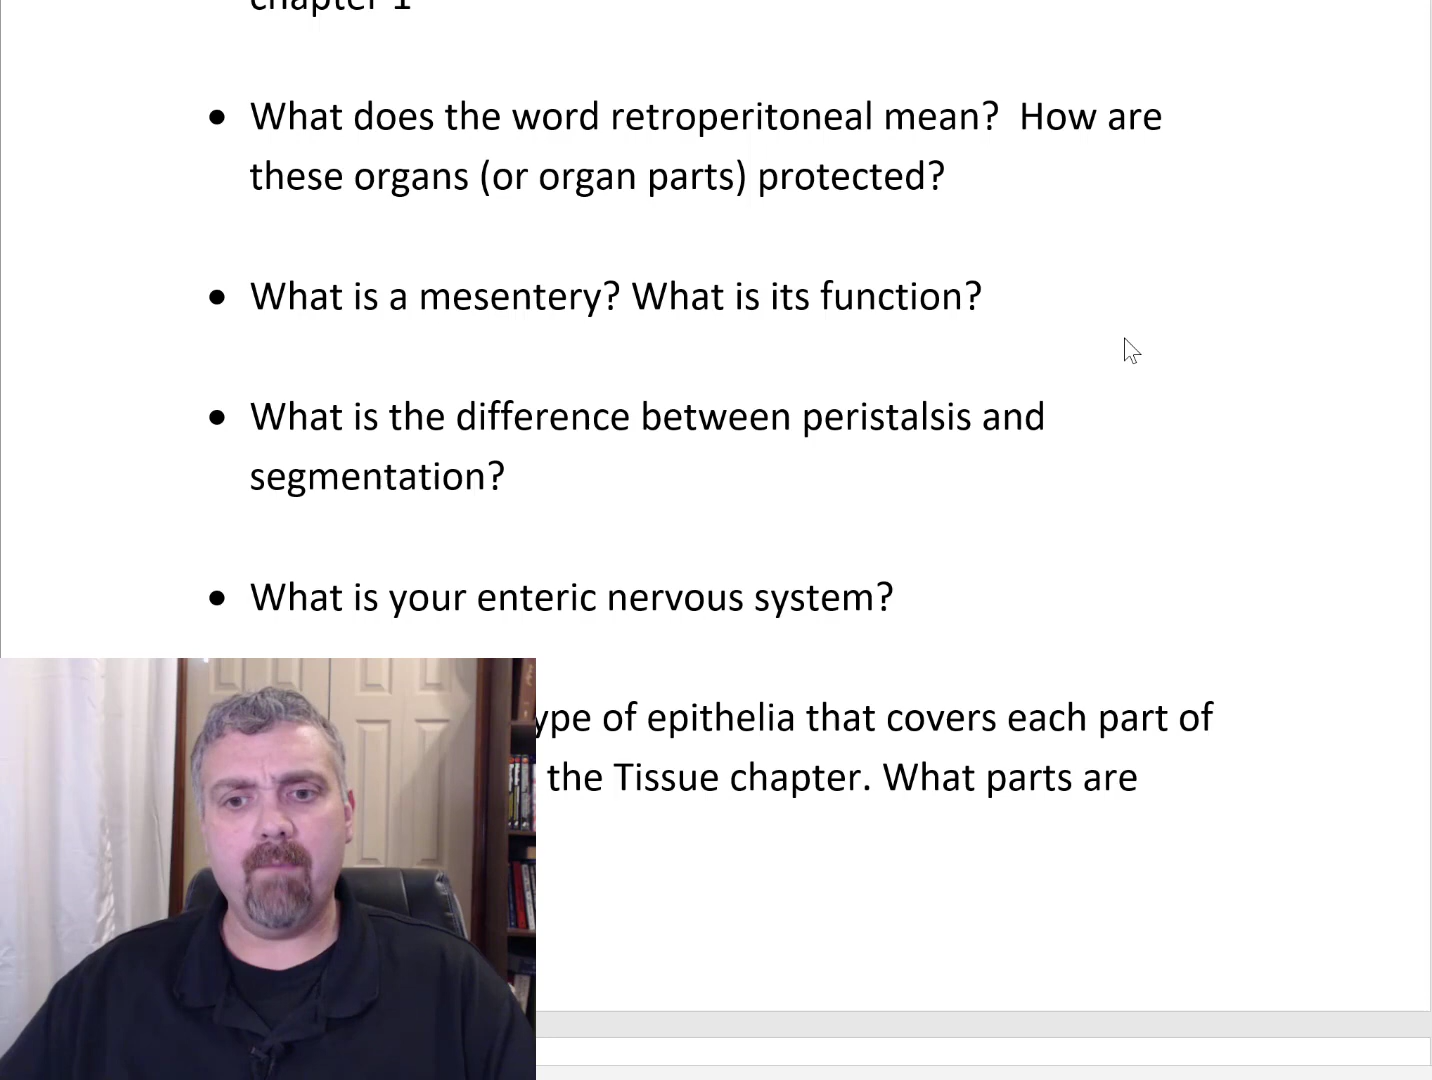 What does the word retroperitoneal mean?  How are
these organs (or organ parts) protected?
What is a mesentery? What is its function?
What is the difference between peristalsis and
segmentation?
What is your enteric nervous system?
of epithelia that covers each part of
the Tissue chapter. What parts are